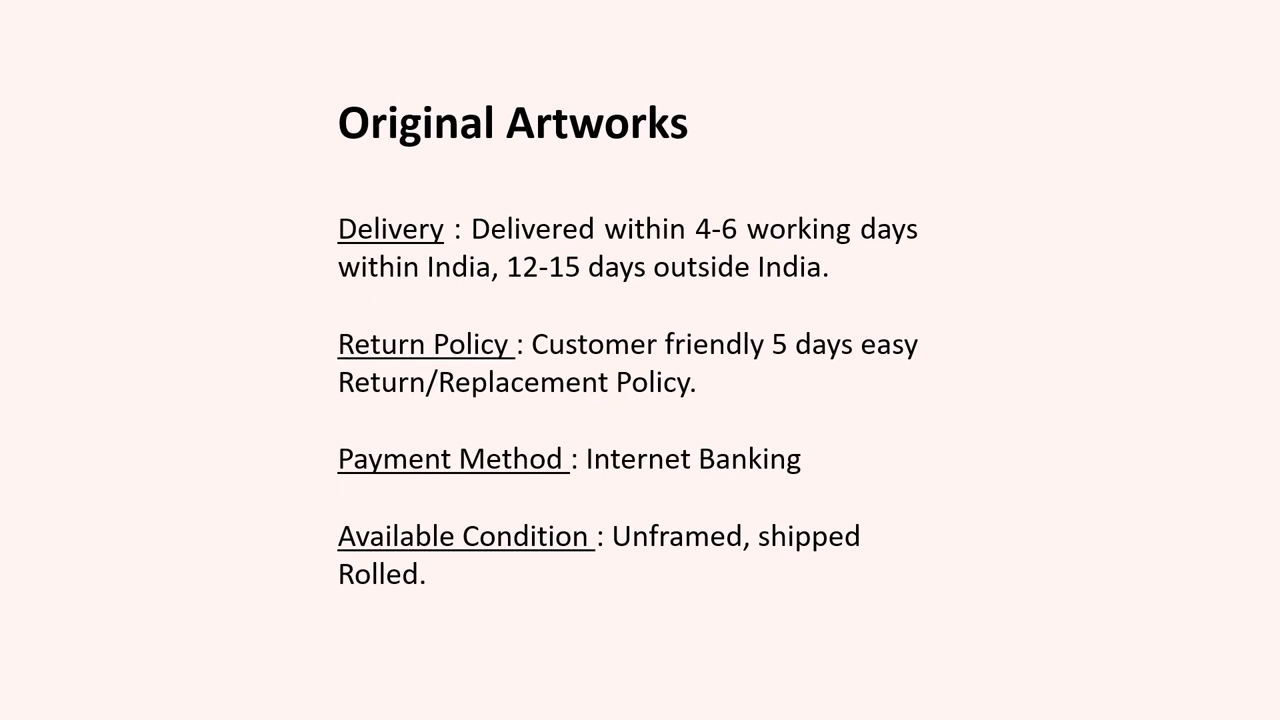 Original Artworks
Delivery : Delivered within 4-6 working days
within India, 12-15 days outside India.
Return Policy : Customer friendly 5 days easy
Return/Replacement Policy.
Payment Method : Internet Banking
Available Condition : Unframed, shipped
Rolled.